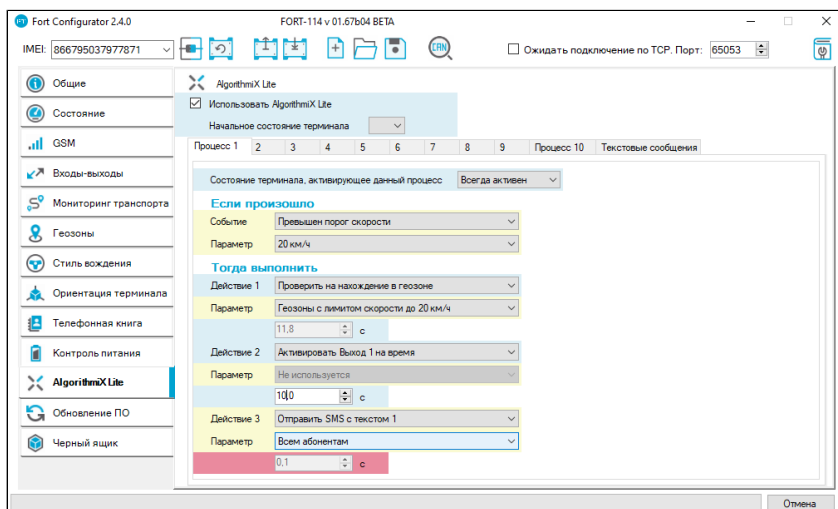 FT Fort Configurator 2.4.0 FORT-114 v 01.67b04 BETA
IMEI: 866795037977871 CAN Ожидать подключение по TCP. Порт: 65053
Общие
Состояние
GSM
Входы-выходы
Мониторинг транспорта
Геозоны
Стиль вождения
Ориентация терминала
Телефонная книга
Контроль питания
AlgorithmiX Lite
Обновление ПО
Черный ящик
AlgorithmiX Lite
Использовать AlgorithmiX Lite
Начальное состояние терминала
Процесс 1 2 3 4 5 6 7 8 9 Процесс 10 Текстовые сообщения
Состояние терминала, активирующее данный процесс Всегда активен
Если произошло
Событие Превышен порог скорости
Параметр 20 км/ч
Тогда выполнить
Действие 1 Проверить на нахождение в геозоне
Параметр Геозоны с лимитом скорости до 20 км/ч
11,8 с
Действие 2 Активировать Выход 1 на время
Параметр Не используется
10,0 с
Действие 3 Отправить SMS с текстом 1
Параметр Всем абонентам
0,1 с
Отмена